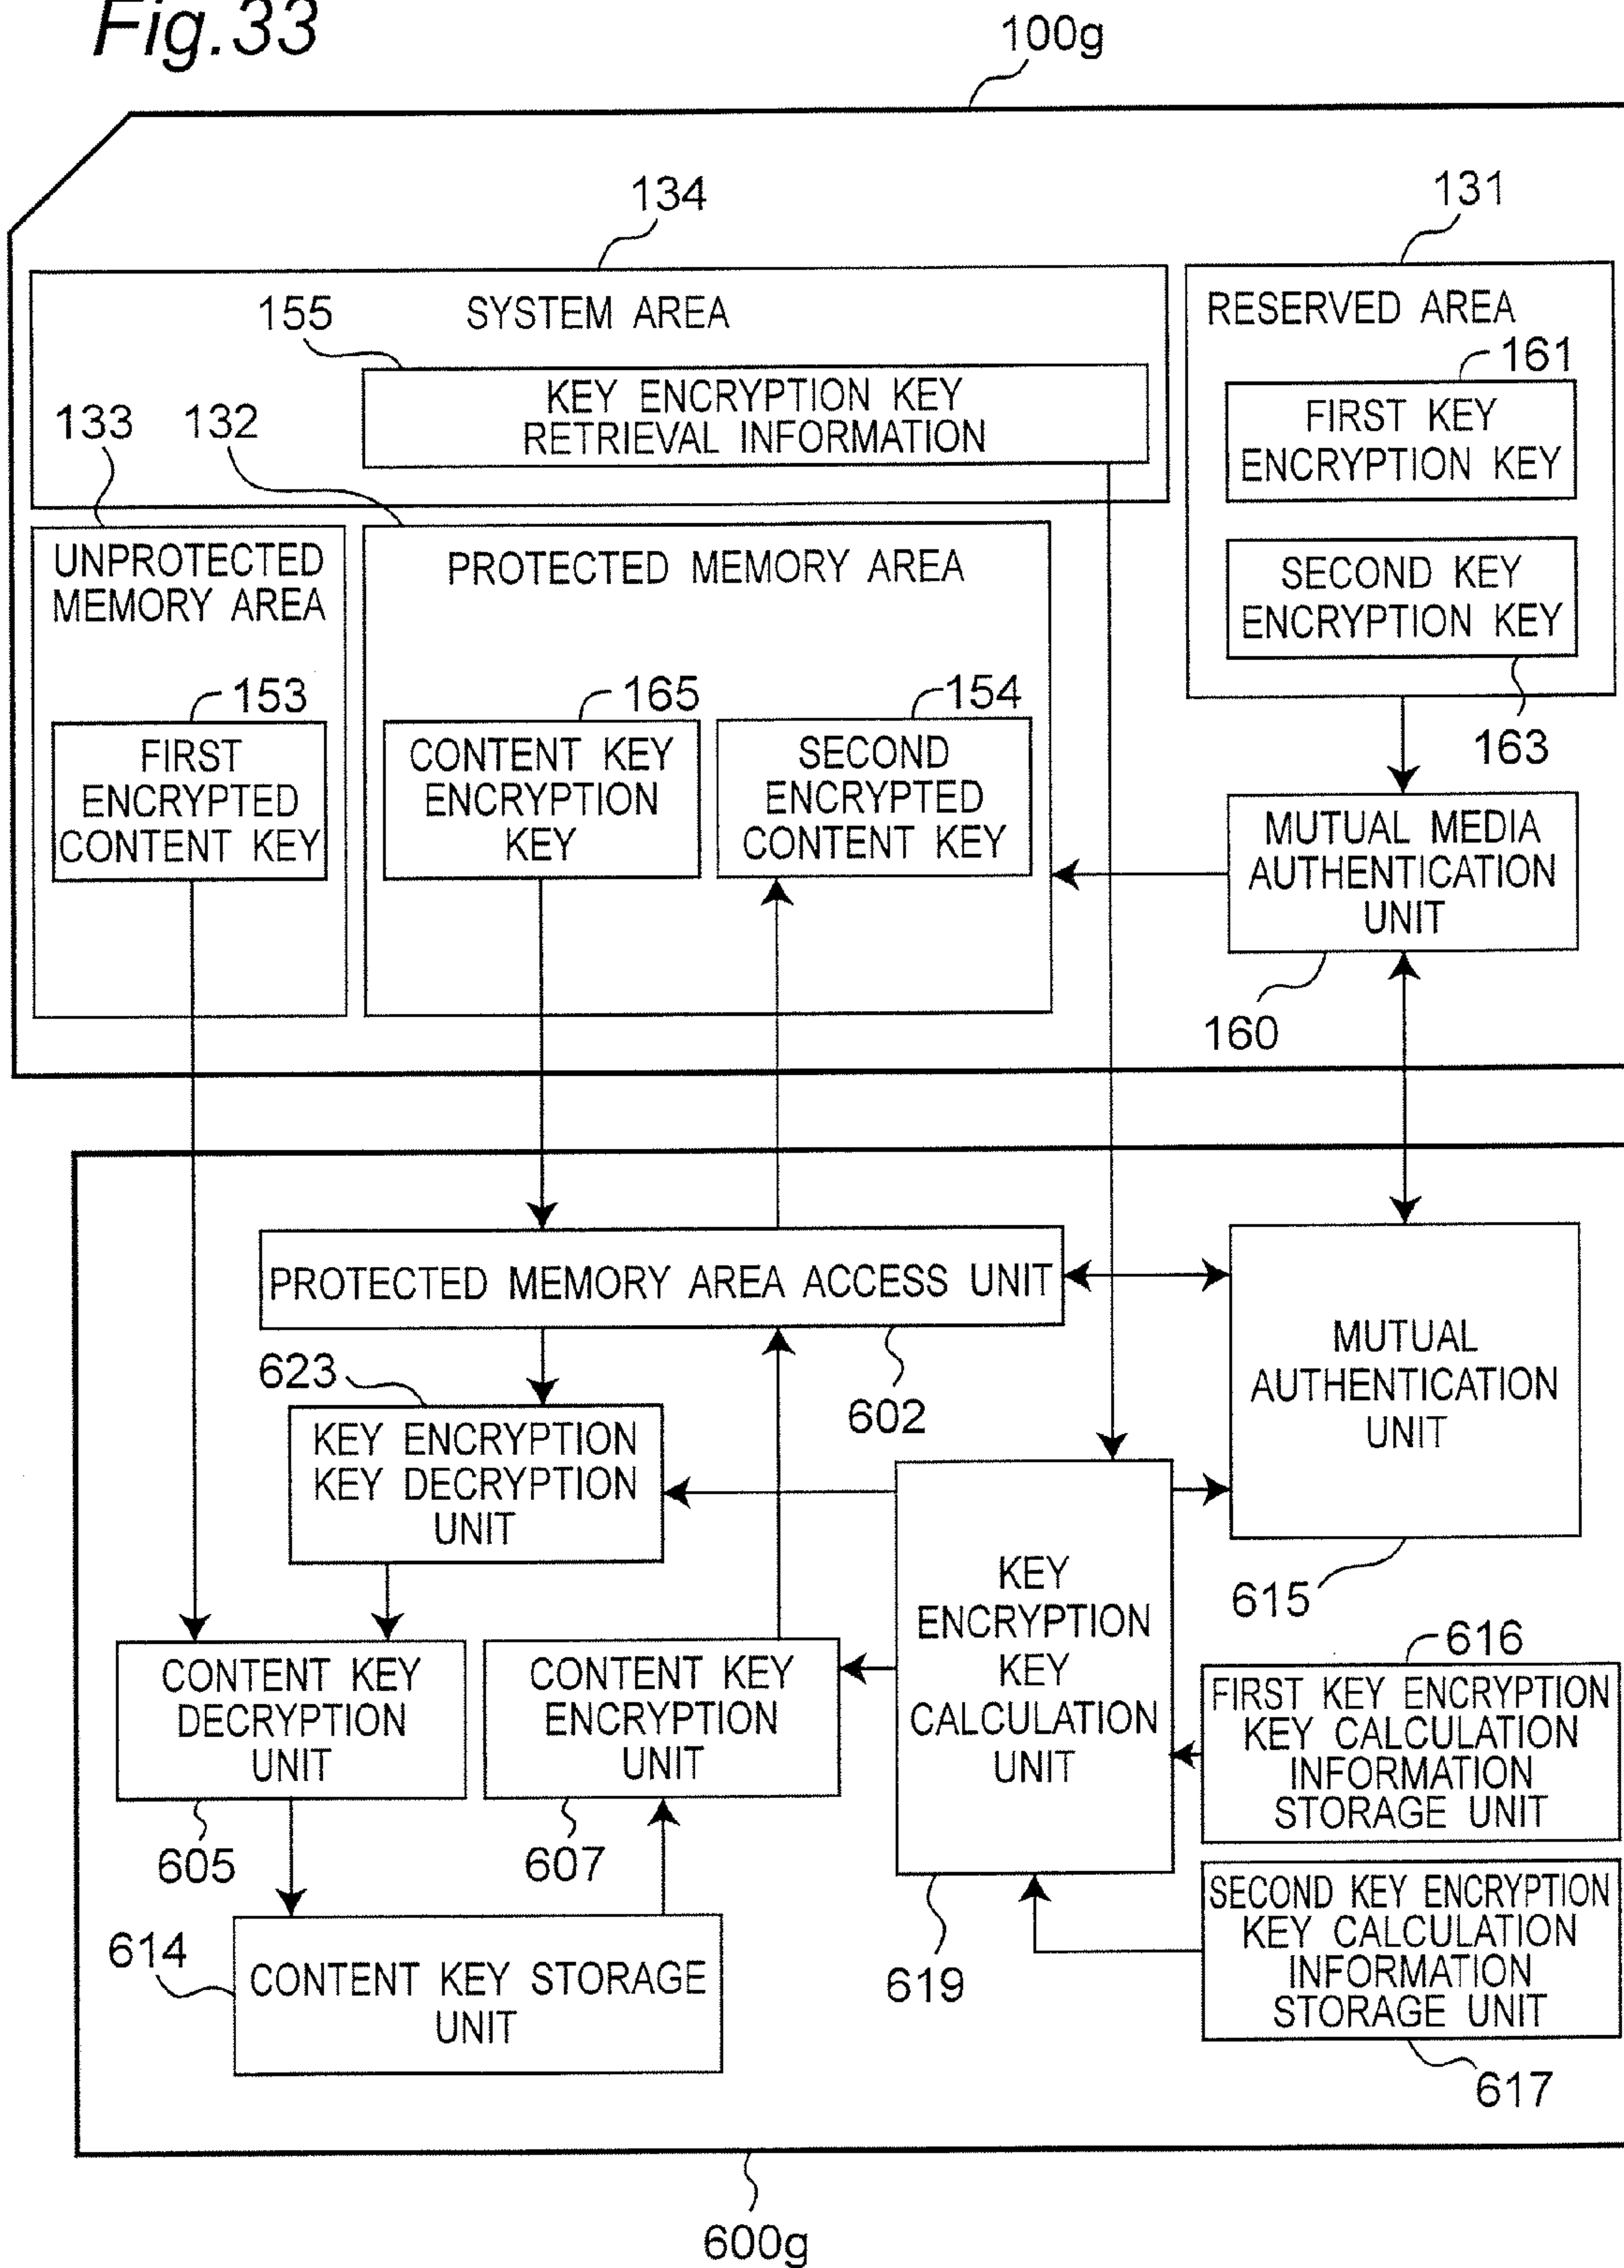 Fig.33
100g
134
131
155
SYSTEM AREA
RESERVED AREA
161
KEY ENCRYPTION KEY
RETRIEVAL INFORMATION
FIRST KEY
ENCRYPTION KEY
133
132
UNPROTECTED
MEMORY AREA
PROTECTED MEMORY AREA
SECOND KEY
ENCRYPTION KEY
153
165
154
163
FIRST
ENCRYPTED
CONTENT KEY
CONTENT KEY
ENCRYPTION
KEY
SECOND
ENCRYPTED
CONTENT KEY
MUTUAL MEDIA
AUTHENTICATION
UNIT
160
PROTECTED MEMORY AREA ACCESS UNIT
602
MUTUAL
AUTHENTICATION
UNIT
615
623
KEY ENCRYPTION
KEY DECRYPTION
UNIT
KEY
ENCRYPTION
KEY
CALCULATION
UNIT
619
CONTENT KEY
DECRYPTION
UNIT
605
CONTENT KEY
ENCRYPTION
UNIT
607
616
FIRST KEY ENCRYPTION
KEY CALCULATION
INFORMATION
STORAGE UNIT
SECOND KEY ENCRYPTION
KEY CALCULATION
INFORMATION
STORAGE UNIT
617
614
CONTENT KEY STORAGE
UNIT
600g